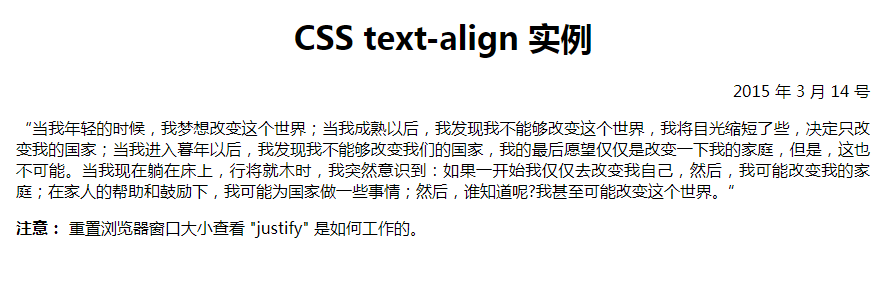 CSS text-align 实例
2015 年 3 月 14 号
“当我年轻的时候，我梦想改变这个世界；当我成熟以后，我发现我不能够改变这个世界，我将目光缩短了些，决定只改
变我的国家；当我进入暮年以后，我发现我不能够改变我们的国家，我的最后愿望仅仅是改变一下我的家庭，但是，这也
不可能。当我现在躺在床上，行将就木时，我突然意识到：如果一开始我仅仅去改变我自己，然后，我可能改变我的家
庭；在家人的帮助和鼓励下，我可能为国家做一些事情；然后，谁知道呢?我甚至可能改变这个世界。”
注意： 重置浏览器窗口大小查看 "justify" 是如何工作的。